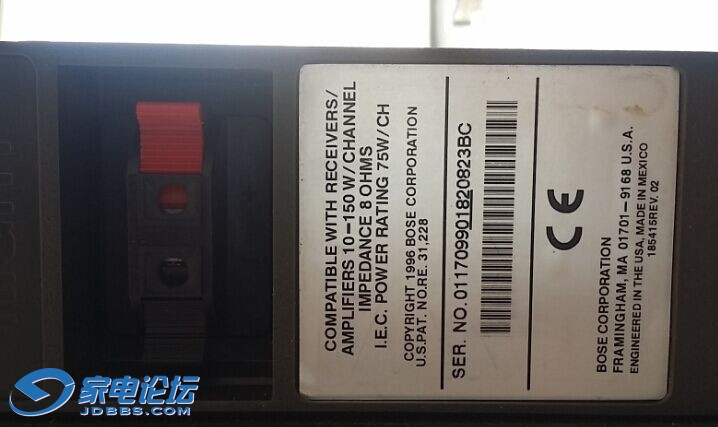 COMPATIBLE WITH RECEIVERS/
AMPLIFIERS 10-150 W/CHANNEL
IMPEDANCE 8 OHMS
I.E.C. POWER RATING 75W/CH
COPYRIGHT 1996 BOSE CORPORATION
U.S.PAT. NO.RE. 31,228
SER. NO. 011709901820823BC
CE
BOSE CORPORATION
FRAMINGHAM, MA 01701-9168 U.S.A.
ENGINEERED IN THE USA, MADE IN MEXICO
185415REV. 02
家电论坛
JDBBS.COM